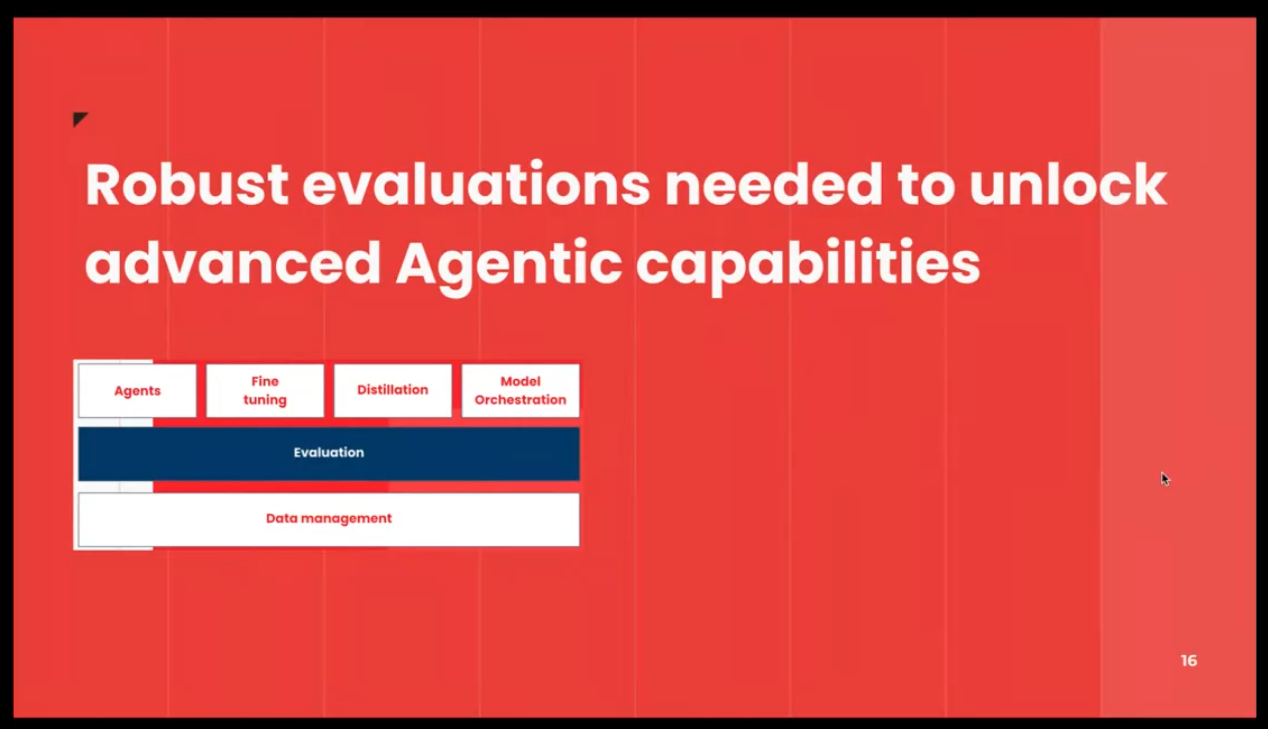 Robust evaluations needed to unlock
advanced Agentic capabilities
Agents
Fine
tuning
Distillation
Model
Orchestration
Evaluation
Data management
16